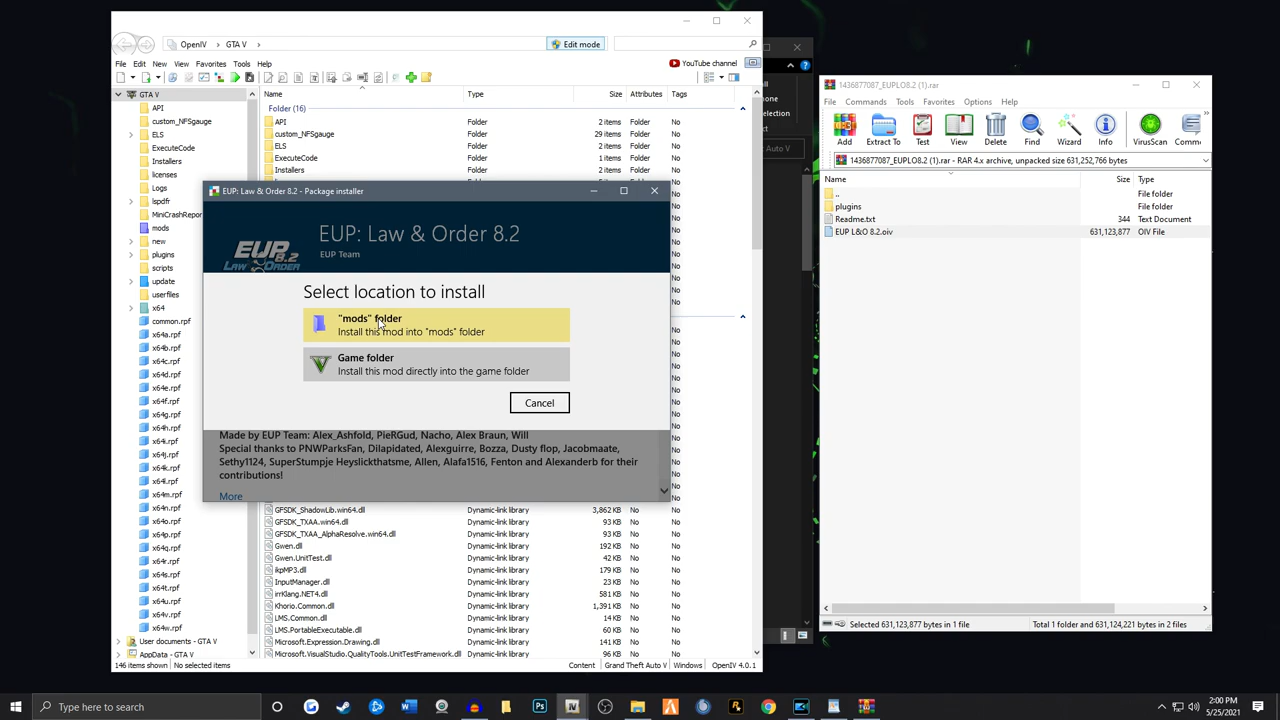 OpenIV
GTA V
Edit mode
File
Edit
New
View
Favorites
Tools
Help
YouTube channel
GTA V
API
custom_NFSgauge
ELS
ExecuteCode
Installers
licenses
Logs
lspdfr
MiniCrashRepor
mods
new
plugins
scripts
update
userfiles
x64
common.rpf
x64a.rpf
x64b.rpf
x64c.rpf
x64d.rpf
x64e.rpf
x64f.rpf
x64g.rpf
x64h.rpf
x64i.rpf
x64j.rpf
x64k.rpf
x64l.rpf
x64m.rpf
x64n.rpf
x64o.rpf
x64p.rpf
x64q.rpf
x64r.rpf
x64s.rpf
x64t.rpf
x64u.rpf
x64v.rpf
x64w.rpf
User documents - GTA V
AppData - GTA V
Name Type Size Attributes Tags
Folder (16)
API 2 items Folder No
custom_NFSgauge 29 items Folder No
ELS 2 items Folder No
ExecuteCode 1 items Folder No
Installers 2 items Folder No
EUP: Law & Order 8.2 - Package installer
EUP 8.2
LAW ORDER
EUP: Law & Order 8.2
EUP Team
Select location to install
"mods" folder
Install this mod into "mods" folder
Game folder
Install this mod directly into the game folder
Cancel
Made by EUP Team: Alex_Ashfold, PieRGud, Nacho, Alex Braun, Will
Special thanks to PNWParksFan, Dilapidated, Alexguirre, Bozza, Dusty flop, Jacobmaate,
Sethy1124, SuperStumpje Heyslickthatsme, Allen, Alafa1516, Fenton and Alexanderb for their
contributions!
More
GFSDK_ShadowLib.win64.dll Dynamic-link library 3,862 KB No
GFSDK_TXAA.win64.dll Dynamic-link library 93 KB No
GFSDK_TXAA_AlphaResolve.win64.dll Dynamic-link library 93 KB No
Gwen.dll Dynamic-link library 192 KB No
Gwen.UnitTest.dll Dynamic-link library 42 KB No
ikpMP3.dll Dynamic-link library 179 KB No
InputManager.dll Dynamic-link library 23 KB No
irrKlang.NET4.dll Dynamic-link library 581 KB No
Khorio.Common.dll Dynamic-link library 1,391 KB No
LMS.Common.dll Dynamic-link library 14 KB No
LMS.PortableExecutable.dll Dynamic-link library 60 KB No
Microsoft.Expression.Drawing.dll Dynamic-link library 141 KB No
Microsoft.VisualStudio.QualityTools.UnitTestFramework.dll Dynamic-link library 96 KB No
146 items shown
No selected items
Content
Grand Theft Auto V
Windows
OpenIV 4.0.1
one
election
ct
Auto V
1436877087_EUPLO8.2 (1).rar
File
Commands
Tools
Favorites
Options
Help
Add
Extract To
Test
View
Delete
Find
Wizard
Info
VirusScan
Comme
1436877087_EUPLO8.2 (1).rar - RAR 4.x archive, unpacked size 631,252,766 bytes
Name Size Type
.. File folder
plugins File folder
Readme.txt 344 Text Document
EUP L&O 8.2.oiv 631,123,877 OIV File
Selected 631,123,877 bytes in 1 file
Total 1 folder and 631,124,221 bytes in 2 files
Type here to search
2:00 PM
5/25/2021